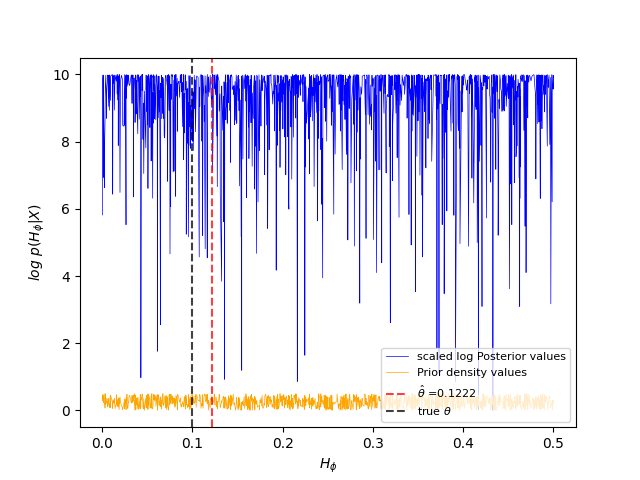 10
8
6
4
2
0
log p(H_ϕ|X)
scaled log Posterior values
Prior density values
θ̂ =0.1222
true θ
0.0 0.1 0.2 0.3 0.4 0.5
H_ϕ